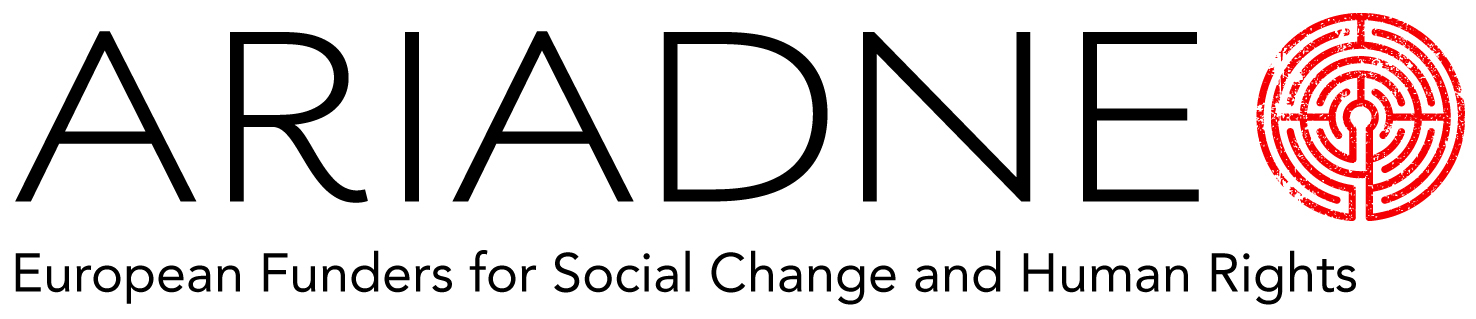 ARIADNE
European Funders for Social Change and Human Rights